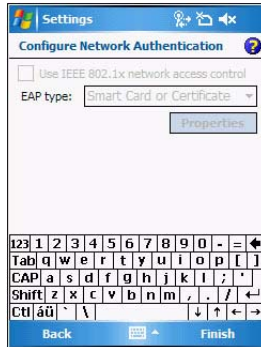 Settings
Configure Network Authentication
Use IEEE 802.1x network access control
EAP type: Smart Card or Certificate
Properties
123 1 2 3 4 5 6 7 8 9 0 - =
Tab q w e r t y u i o p [ ]
CAP a s d f g h k l ; '
Shift z x c v b n m , . /
Ctl áü ` \
Back Finish